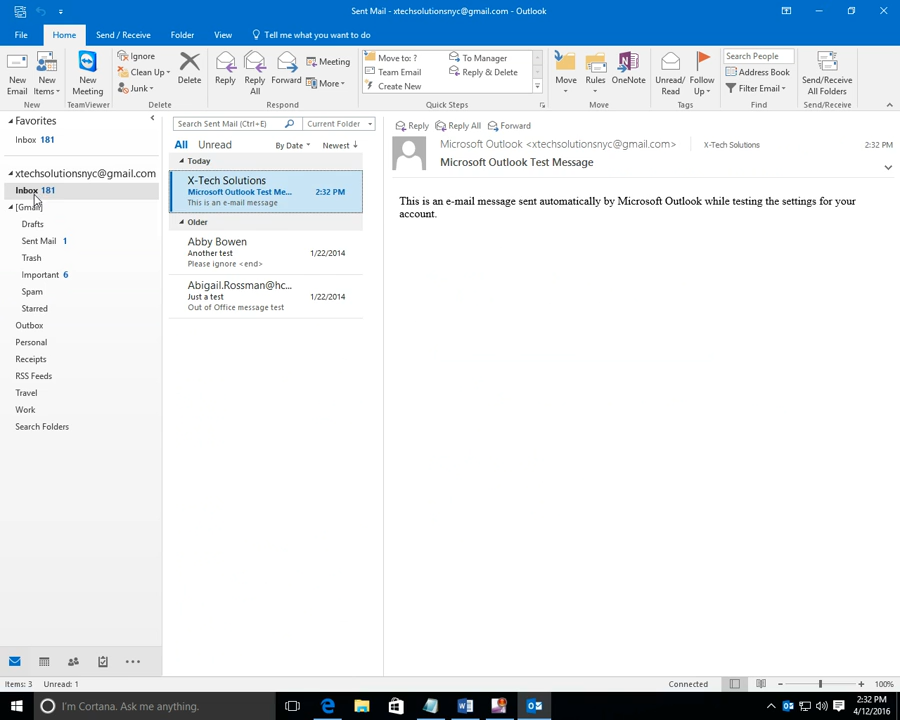 Sent Mail - xtechsolutionsnyc@gmail.com - Outlook
File Home Send / Receive Folder View Tell me what you want to do
New Email
New Items
New
New Meeting
TeamViewer
Ignore
Clean Up
Junk
Delete
Delete
Reply
Reply All
Forward
Meeting
More
Respond
Move to: ?
Team Email
Create New
To Manager
Reply & Delete
Quick Steps
Move
Rules
OneNote
Move
Unread/ Read
Follow Up
Tags
Search People
Address Book
Filter Email
Find
Send/Receive All Folders
Send/Receive
Favorites
Inbox 181
xtechsolutionsnyc@gmail.com
Inbox 181
[Gmail]
Drafts
Sent Mail 1
Trash
Important 6
Spam
Starred
Outbox
Personal
Receipts
RSS Feeds
Travel
Work
Search Folders
Search Sent Mail (Ctrl+E) Current Folder
All Unread By Date Newest
Today
X-Tech Solutions
Microsoft Outlook Test Me... 2:32 PM
This is an e-mail message
Older
Abby Bowen
Another test 1/22/2014
Please ignore <end>
Abigail.Rossman@hc...
Just a test 1/22/2014
Out of Office message test
Reply Reply All Forward
Microsoft Outlook <xtechsolutionsnyc@gmail.com> X-Tech Solutions 2:32 PM
Microsoft Outlook Test Message
This is an e-mail message sent automatically by Microsoft Outlook while testing the settings for your
account.
Items: 3 Unread: 1 Connected 100%
I'm Cortana. Ask me anything.
2:32 PM
4/12/2016